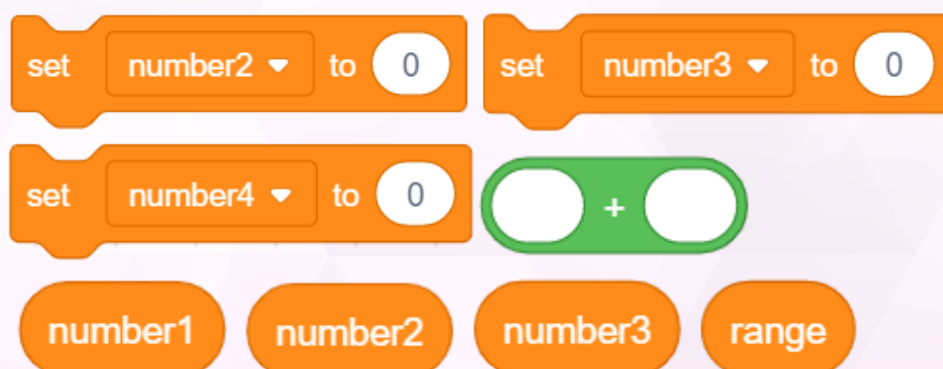 set number2 to 0 set number3 to 0
set number4 to 0 +
number1 number2 number3 range